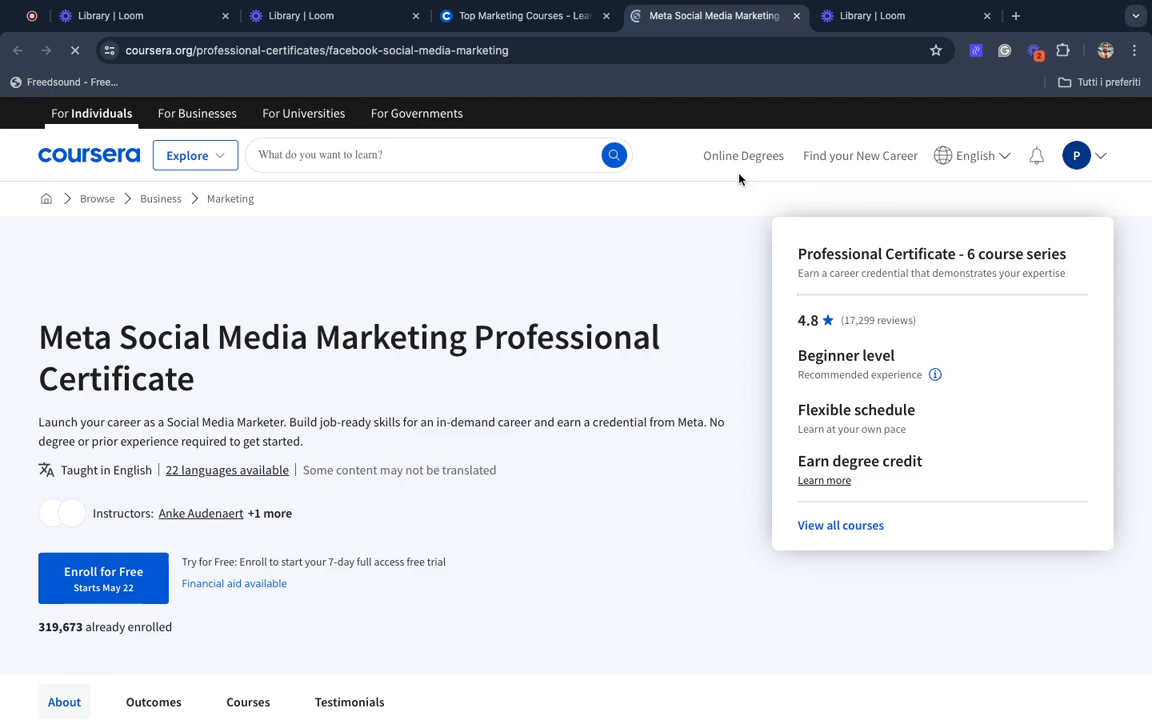 Library | Loom
Library | Loom
Top Marketing Courses - Lea
Meta Social Media Marketing
Library | Loom
coursera.org/professional-certificates/facebook-social-media-marketing
2
Freedsound - Free...
Tutti i preferiti
For Individuals
For Businesses
For Universities
For Governments
coursera
Explore
What do you want to learn?
Online Degrees
Find your New Career
English
P
Browse
Business
Marketing
Professional Certificate - 6 course series
Earn a career credential that demonstrates your expertise
4.8 (17,299 reviews)
Beginner level
Recommended experience
Flexible schedule
Learn at your own pace
Earn degree credit
Learn more
View all courses
Meta Social Media Marketing Professional
Certificate
Launch your career as a Social Media Marketer. Build job-ready skills for an in-demand career and earn a credential from Meta. No
degree or prior experience required to get started.
Taught in English | 22 languages available | Some content may not be translated
Instructors: Anke Audenaert +1 more
Enroll for Free
Starts May 22
Try for Free: Enroll to start your 7-day full access free trial
Financial aid available
319,673 already enrolled
About
Outcomes
Courses
Testimonials